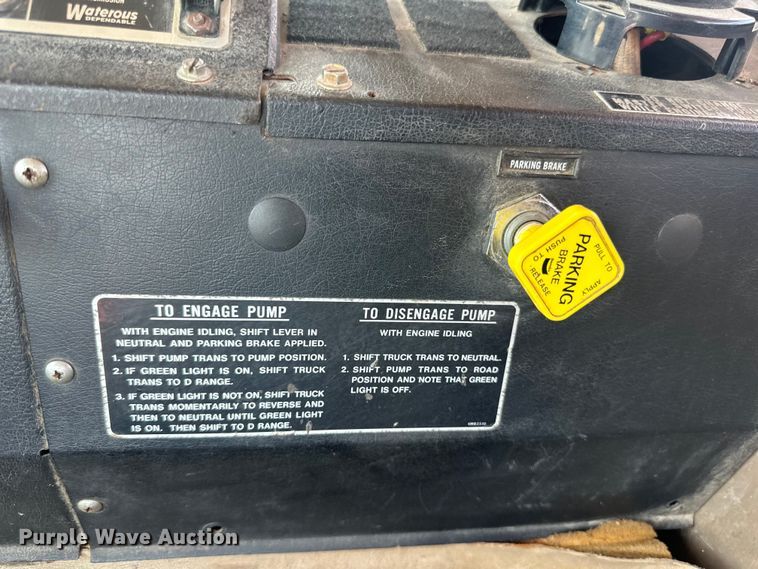 Waterous
DEPENDABLE
PARKING BRAKE
PULL TO
APPLY
PARKING
BRAKE
PUSH TO
RELEASE
TO ENGAGE PUMP
WITH ENGINE IDLING, SHIFT LEVER IN
NEUTRAL AND PARKING BRAKE APPLIED.
1. SHIFT PUMP TRANS TO PUMP POSITION.
2. IF GREEN LIGHT IS ON, SHIFT TRUCK
TRANS TO D RANGE.
3. IF GREEN LIGHT IS NOT ON, SHIFT TRUCK
TRANS MOMENTARILY TO REVERSE AND
THEN TO NEUTRAL UNTIL GREEN LIGHT
IS ON. THEN SHIFT TO D RANGE.
TO DISENGAGE PUMP
WITH ENGINE IDLING
1. SHIFT TRUCK TRANS TO NEUTRAL.
2. SHIFT PUMP TRANS TO ROAD
POSITION AND NOTE THAT GREEN
LIGHT IS OFF.
Purple Wave Auction